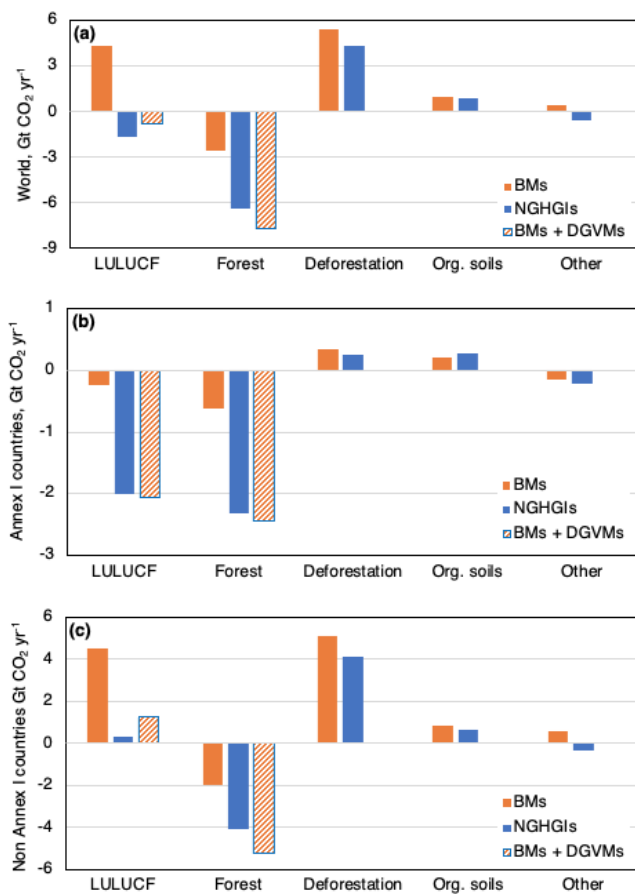 (a)
World, Gt CO₂ yr⁻¹
6
3
0
-3
-6
-9
BMs
NGHGIs
BMs + DGVMs
LULUCF Forest Deforestation Org. soils Other
(b)
Annex I countries, Gt CO₂ yr⁻¹
1
0
-1
-2
-3
BMs
NGHGIs
BMs + DGVMs
LULUCF Forest Deforestation Org. soils Other
(c)
Non Annex I countries Gt CO₂ yr⁻¹
6
4
2
0
-2
-4
-6
BMs
NGHGIs
BMs + DGVMs
LULUCF Forest Deforestation Org. soils Other